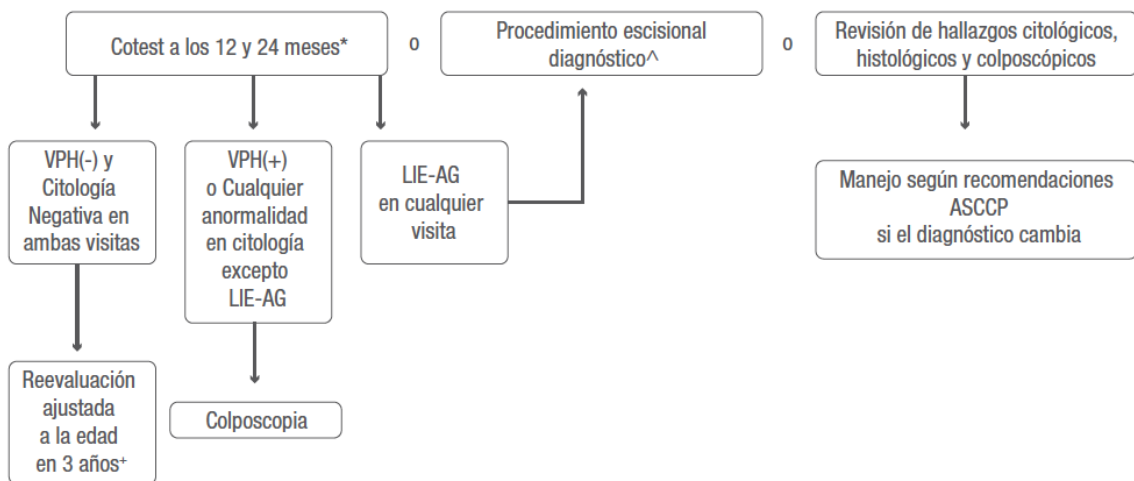 Cotest a los 12 y 24 meses*
o
Procedimiento escisional
diagnóstico^
o
Revisión de hallazgos citológicos,
histológicos y colposcópicos
VPH(-) y
Citología
Negativa en
ambas visitas
VPH(+)
o Cualquier
anormalidad
en citología
excepto
LIE-AG
LIE-AG
en cualquier
visita
Manejo según recomendaciones
ASCCP
si el diagnóstico cambia
Reevaluación
ajustada
a la edad
en 3 años⁺
Colposcopia